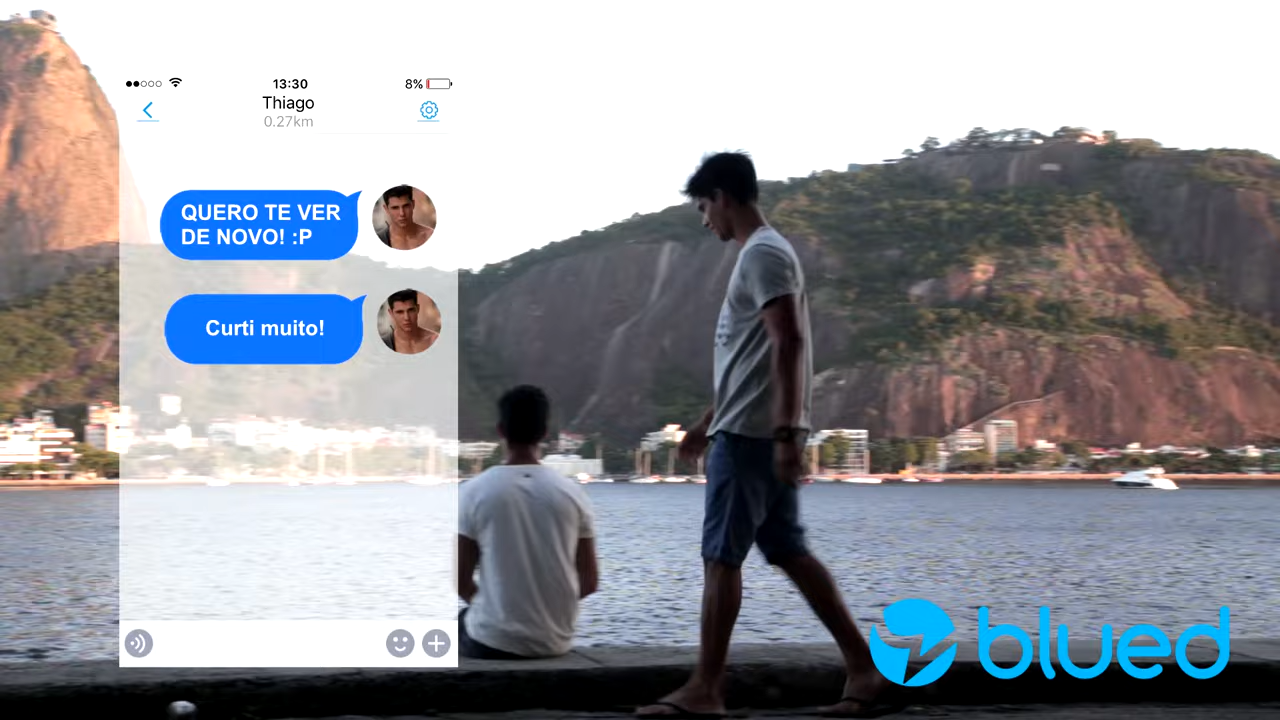 13:30
8%
Thiago
0.27km
QUERO TE VER
DE NOVO! :P
Curti muito!
blued